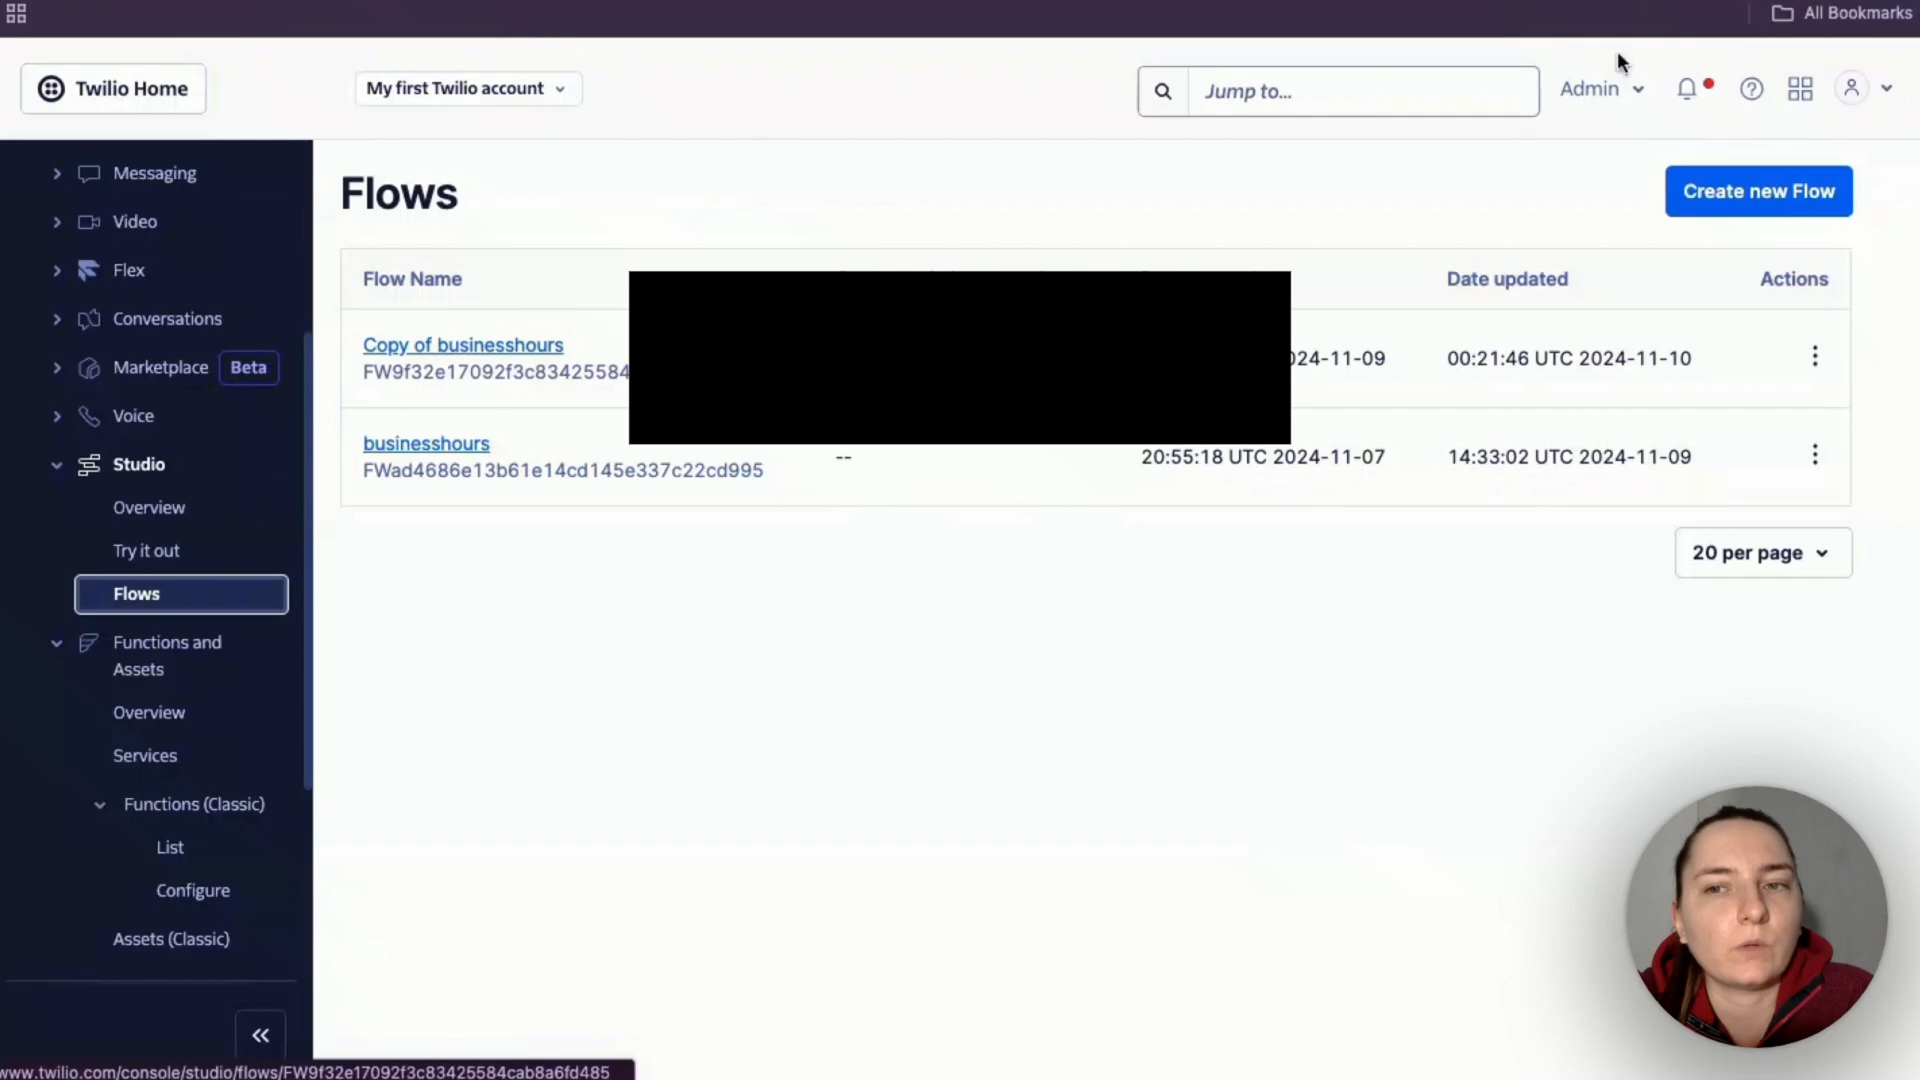 All Bookmarks
Twilio Home
My first Twilio account
Jump to...
Admin
Messaging
Video
Flex
Conversations
Marketplace Beta
Voice
Studio
Overview
Try it out
Flows
Functions and
Assets
Overview
Services
Functions (Classic)
List
Configure
Assets (Classic)
Flows
Create new Flow
Flow Name Date updated Actions
Copy of businesshours
FW9f32e17092f3c83425584 24-11-09 00:21:46 UTC 2024-11-10
businesshours
FWad4686e13b61e14cd145e337c22cd995 -- 20:55:18 UTC 2024-11-07 14:33:02 UTC 2024-11-09
20 per page
www.twilio.com/console/studio/flows/FW9f32e17092f3c83425584cab8a6fd485